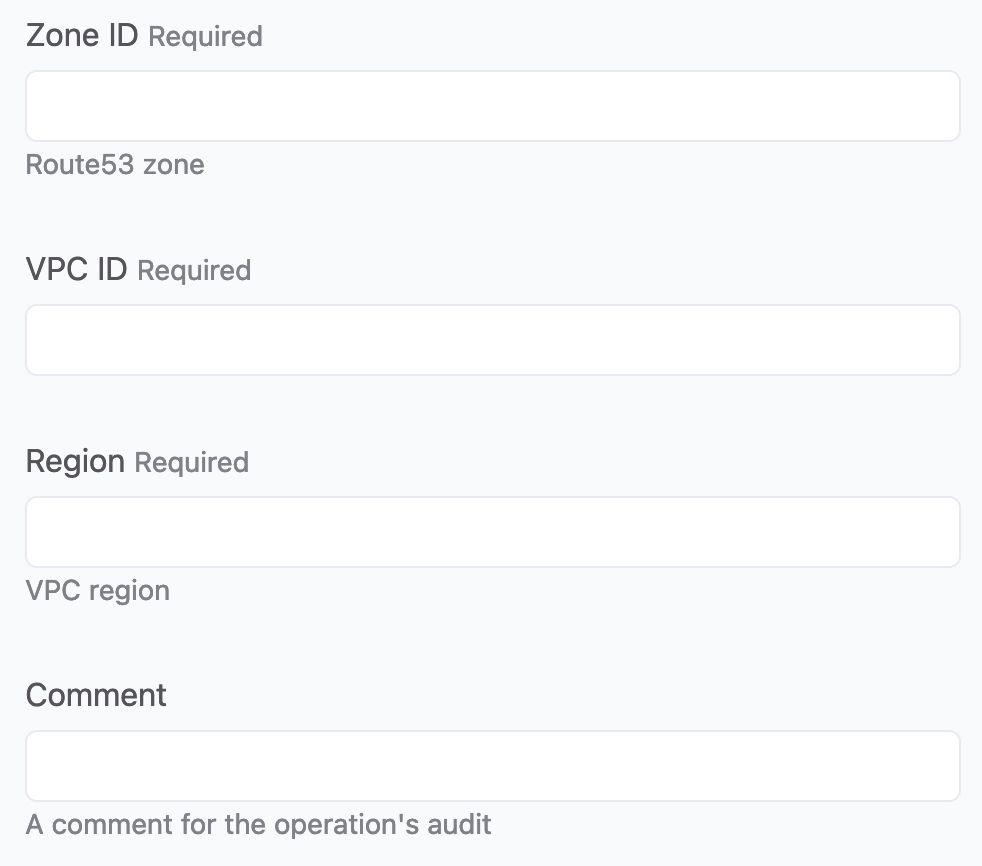 Zone ID Required
Route53 zone
VPC ID Required
Region Required
VPC region
Comment
A comment for the operation's audit